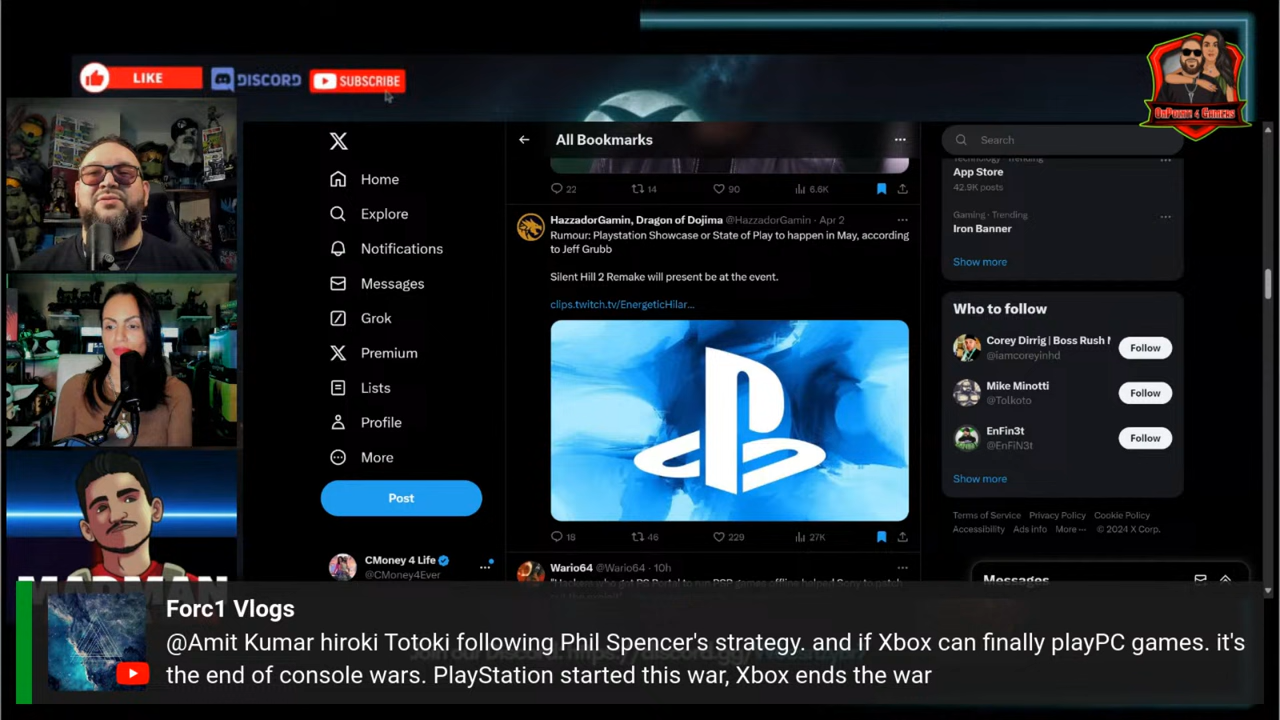 LIKE
DISCORD
SUBSCRIBE
OnPoint 4 Gamers
All Bookmarks
Search
Home
Explore
Notifications
Messages
Grok
Premium
Lists
Profile
More
Post
CMoney 4 Life
@CMoney4Ever
22 14 90 6.6K
HazzadorGamin, Dragon of Dojima @HazzadorGamin · Apr 2
Rumour: Playstation Showcase or State of Play to happen in May, according
to Jeff Grubb
Silent Hill 2 Remake will present be at the event.
clips.twitch.tv/EnergeticHilar...
18 46 229 27K
Wario64 @Wario64 · 10h
Technology · Trending
App Store
42.9K posts
Gaming · Trending
Iron Banner
Show more
Who to follow
Corey Dirrig | Boss Rush
@iamcoreyinhd
Follow
Mike Minotti
@Tolkoto
Follow
EnFin3t
@EnFiN3t
Follow
Show more
Terms of Service Privacy Policy Cookie Policy
Accessibility Ads info More ··· © 2024 X Corp.
Messages
MADMAN
Forc1 Vlogs
@Amit Kumar hiroki Totoki following Phil Spencer's strategy. and if Xbox can finally playPC games. it's
the end of console wars. PlayStation started this war, Xbox ends the war